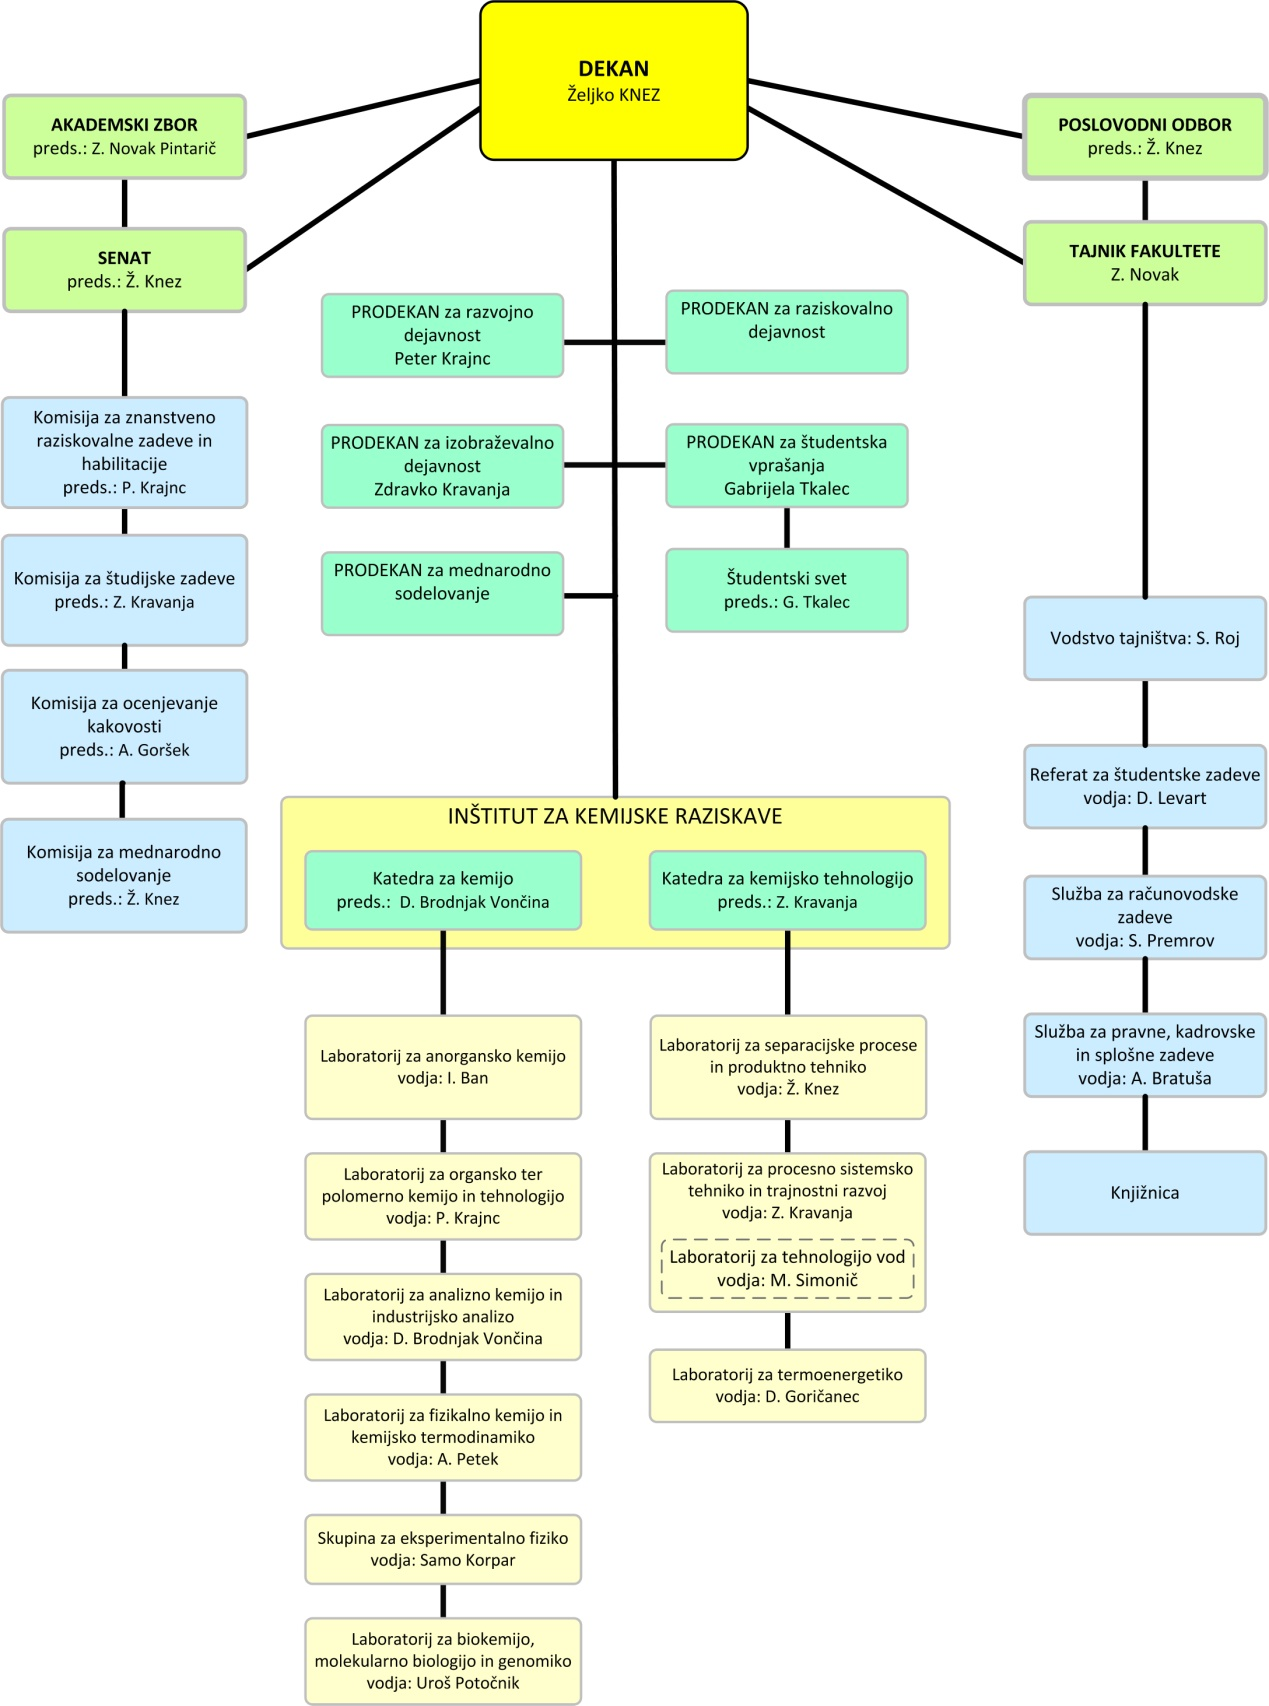 DEKAN
Željko KNEZ
AKADEMSKI ZBOR
preds.: Z. Novak Pintarič
SENAT
preds.: Ž. Knez
Komisija za znanstveno
raziskovalne zadeve in
habilitacije
preds.: P. Krajnc
Komisija za študijske zadeve
preds.: Z. Kravanja
Komisija za ocenjevanje
kakovosti
preds.: A. Goršek
Komisija za mednarodno
sodelovanje
preds.: Ž. Knez
PRODEKAN za razvojno
dejavnost
Peter Krajnc
PRODEKAN za raziskovalno
dejavnost
PRODEKAN za izobraževalno
dejavnost
Zdravko Kravanja
PRODEKAN za študentska
vprašanja
Gabrijela Tkalec
PRODEKAN za mednarodno
sodelovanje
Študentski svet
preds.: G. Tkalec
POSLOVODNI ODBOR
preds.: Ž. Knez
TAJNIK FAKULTETE
Z. Novak
Vodstvo tajništva: S. Roj
Referat za študentske zadeve
vodja: D. Levart
Služba za računovodske
zadeve
vodja: S. Premrov
Služba za pravne, kadrovske
in splošne zadeve
vodja: A. Bratuša
Knjižnica
INŠTITUT ZA KEMIJSKE RAZISKAVE
Katedra za kemijo
preds.: D. Brodnjak Vončina
Katedra za kemijsko tehnologijo
preds.: Z. Kravanja
Laboratorij za anorgansko kemijo
vodja: I. Ban
Laboratorij za organsko ter
polomerno kemijo in tehnologijo
vodja: P. Krajnc
Laboratorij za analizno kemijo in
industrijsko analizo
vodja: D. Brodnjak Vončina
Laboratorij za fizikalno kemijo in
kemijsko termodinamiko
vodja: A. Petek
Skupina za eksperimentalno fiziko
vodja: Samo Korpar
Laboratorij za biokemijo,
molekularno biologijo in genomiko
vodja: Uroš Potočnik
Laboratorij za separacijske procese
in produktno tehniko
vodja: Ž. Knez
Laboratorij za procesno sistemsko
tehniko in trajnostni razvoj
vodja: Z. Kravanja
Laboratorij za tehnologijo vod
vodja: M. Simonič
Laboratorij za termoenergetiko
vodja: D. Goričanec